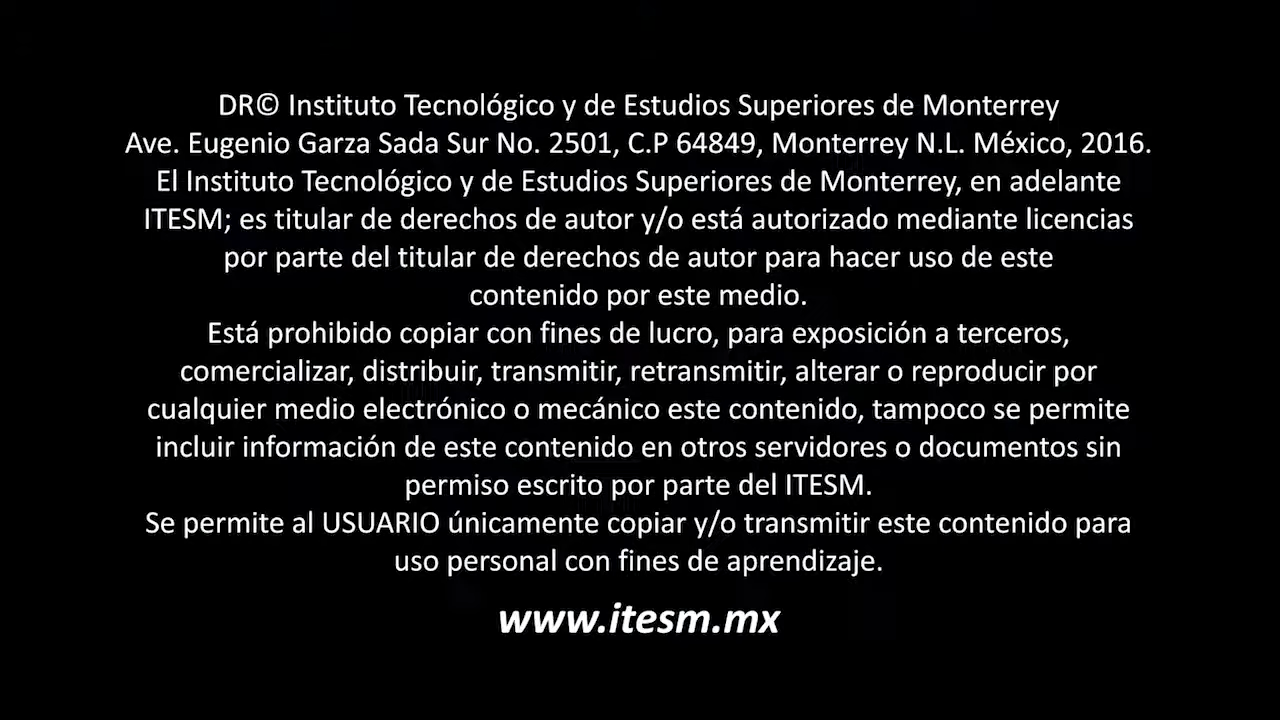 DR© Instituto Tecnológico y de Estudios Superiores de Monterrey
Ave. Eugenio Garza Sada Sur No. 2501, C.P 64849, Monterrey N.L. México, 2016.
El Instituto Tecnológico y de Estudios Superiores de Monterrey, en adelante
ITESM; es titular de derechos de autor y/o está autorizado mediante licencias
por parte del titular de derechos de autor para hacer uso de este
contenido por este medio.
Está prohibido copiar con fines de lucro, para exposición a terceros,
comercializar, distribuir, transmitir, retransmitir, alterar o reproducir por
cualquier medio electrónico o mecánico este contenido, tampoco se permite
incluir información de este contenido en otros servidores o documentos sin
permiso escrito por parte del ITESM.
Se permite al USUARIO únicamente copiar y/o transmitir este contenido para
uso personal con fines de aprendizaje.
www.itesm.mx